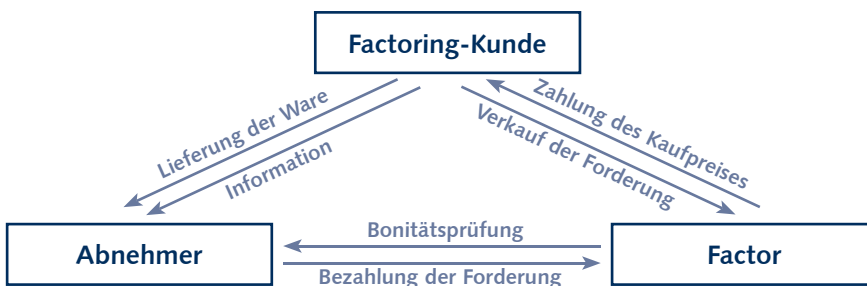 Factoring-Kunde
Lieferung der Ware
Information
Zahlung des Kaufpreises
Verkauf der Forderung
Abnehmer
Bonitätsprüfung
Bezahlung der Forderung
Factor